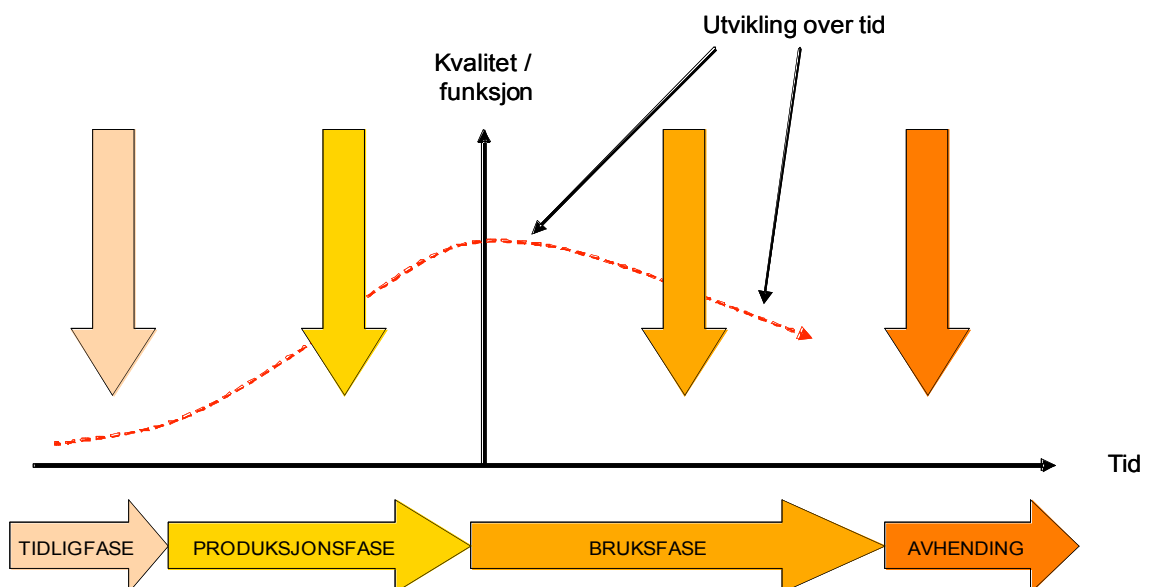 Utvikling over tid
Kvalitet /
funksjon
Tid
TIDLIGFASE
PRODUKSJONSFASE
BRUKSFASE
AVHENDING